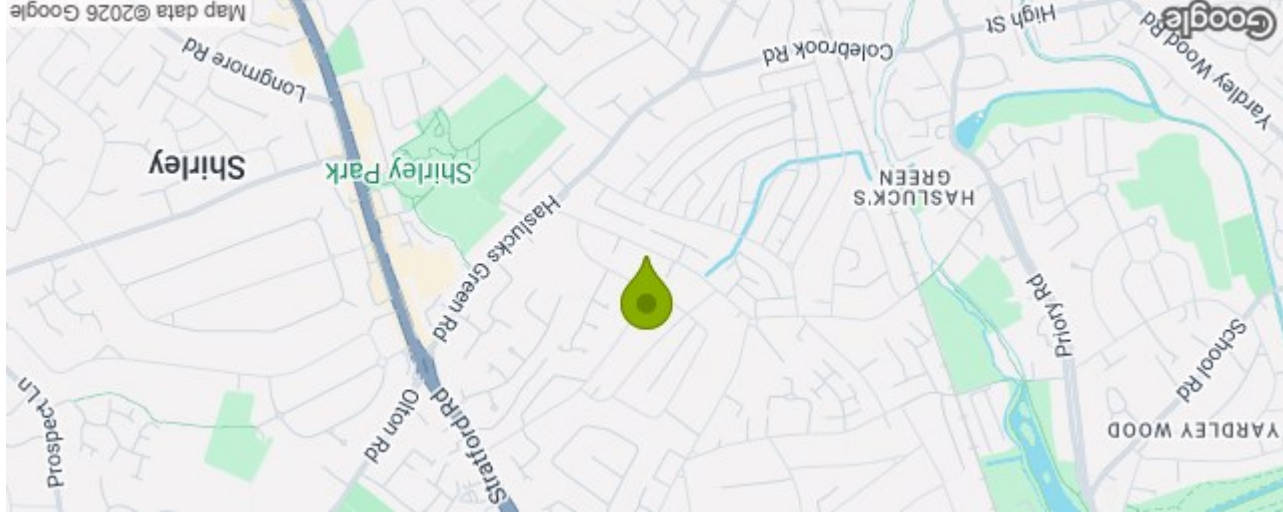 YARDLEY WOOD
School Rd
Priory Rd
Stratford Rd
Olton Rd
Prospect Ln
Haslucks Green Rd
HASLUCK'S
GREEN
Shirley Park
Shirley
Yardley Wood Rd
Colebrook Rd
High St
Longmore Rd
Google
Map data ©2026 Google